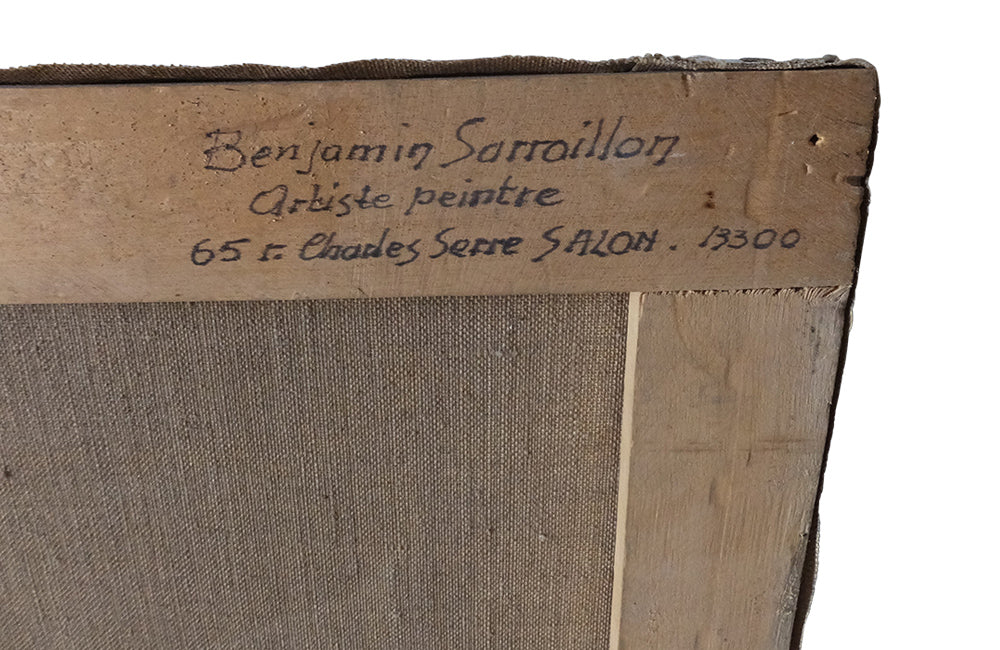 Benjamin Sarraillon
Artiste peintre
65 r. Charles Serre SALON. 13300